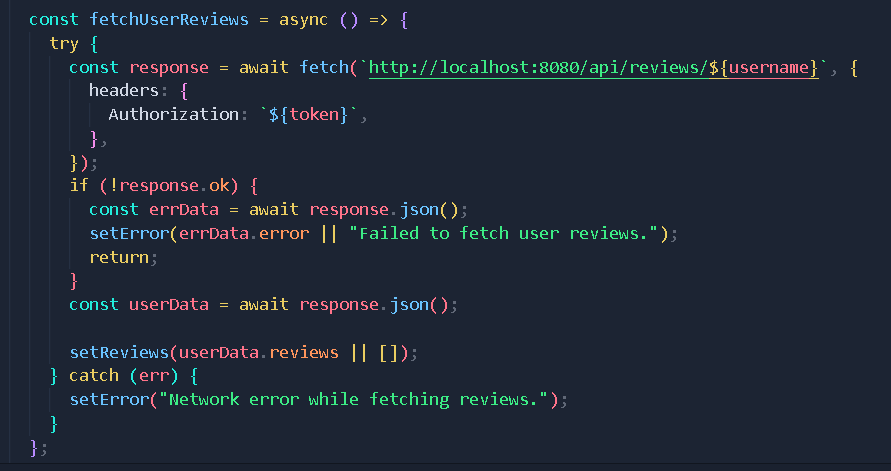 const fetchUserReviews = async () => {
  try {
    const response = await fetch(`http://localhost:8080/api/reviews/${username}`, {
      headers: {
        Authorization: `${token}`,
      },
    });
    if (!response.ok) {
      const errData = await response.json();
      setError(errData.error || "Failed to fetch user reviews.");
      return;
    }
    const userData = await response.json();

    setReviews(userData.reviews || []);
  } catch (err) {
    setError("Network error while fetching reviews.");
  }
};